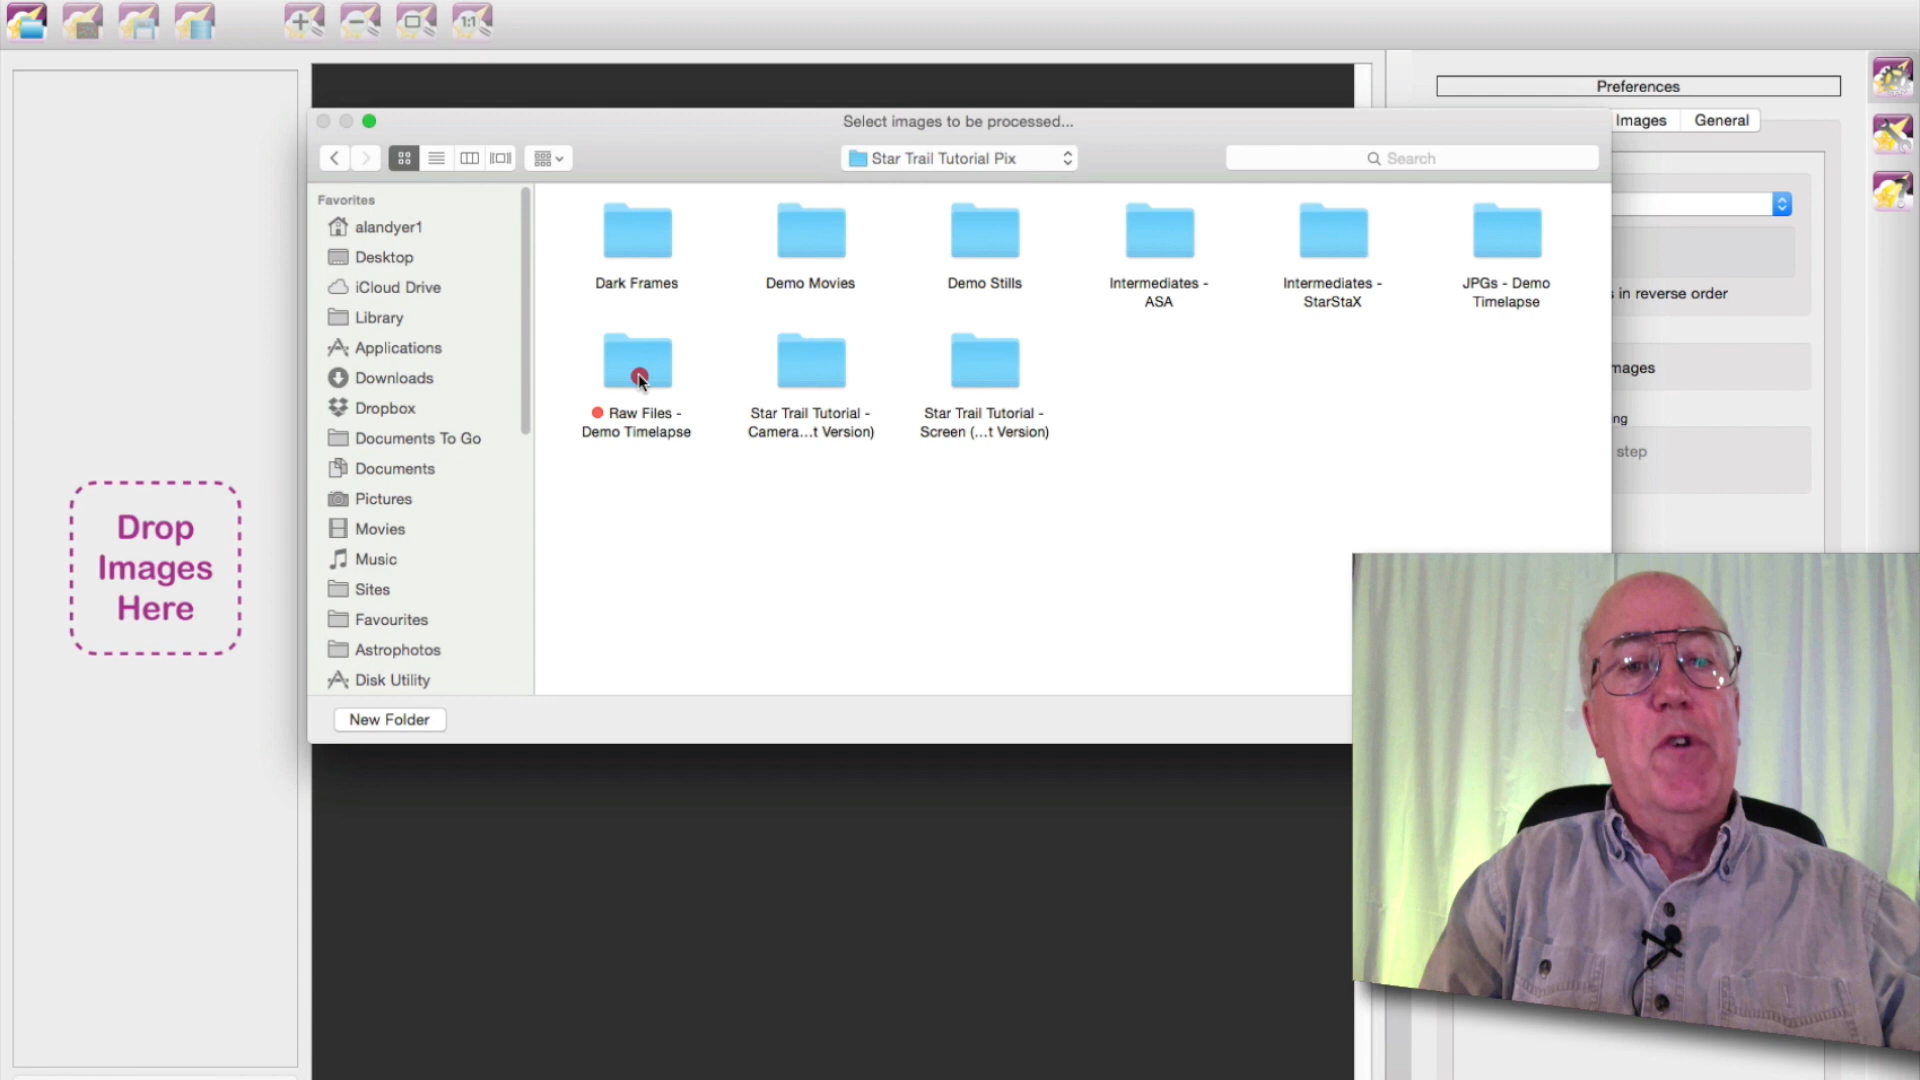 1:1
Preferences
Images
General
Select images to be processed...
Star Trail Tutorial Pix
Search
Favorites
alandyer1
Desktop
iCloud Drive
Library
Applications
Downloads
Dropbox
Documents To Go
Documents
Pictures
Movies
Music
Sites
Favourites
Astrophotos
Disk Utility
Dark Frames
Demo Movies
Demo Stills
Intermediates -
ASA
Intermediates -
StarStaX
JPGs - Demo
Timelapse
Raw Files -
Demo Timelapse
Star Trail Tutorial -
Camera...t Version)
Star Trail Tutorial -
Screen (...t Version)
in reverse order
step
Drop
Images
Here
New Folder